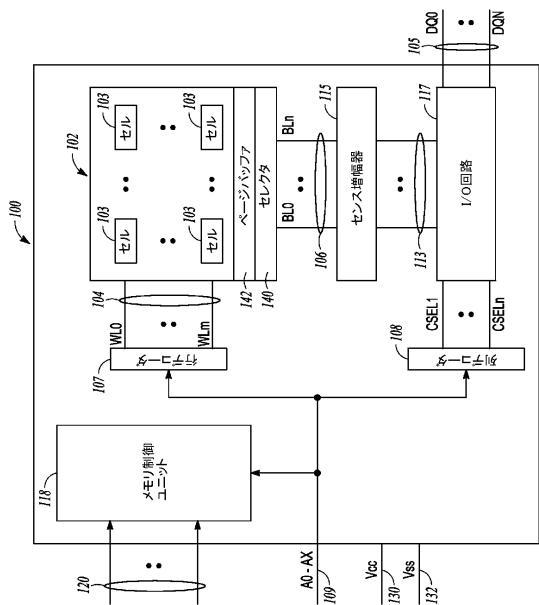 100
102
103
セル
103
セル
103
セル
103
セル
ページバッファ
セレクタ
142
140
104
WL0
WLm
107
行デコーダ
BL0
BLn
106
センス増幅器
115
113
I/O回路
117
DQ0
DQN
105
CSEL1
CSELn
108
列デコーダ
118
メモリ制御
ユニット
120
A0 - AX
109
Vcc
130
Vss
132